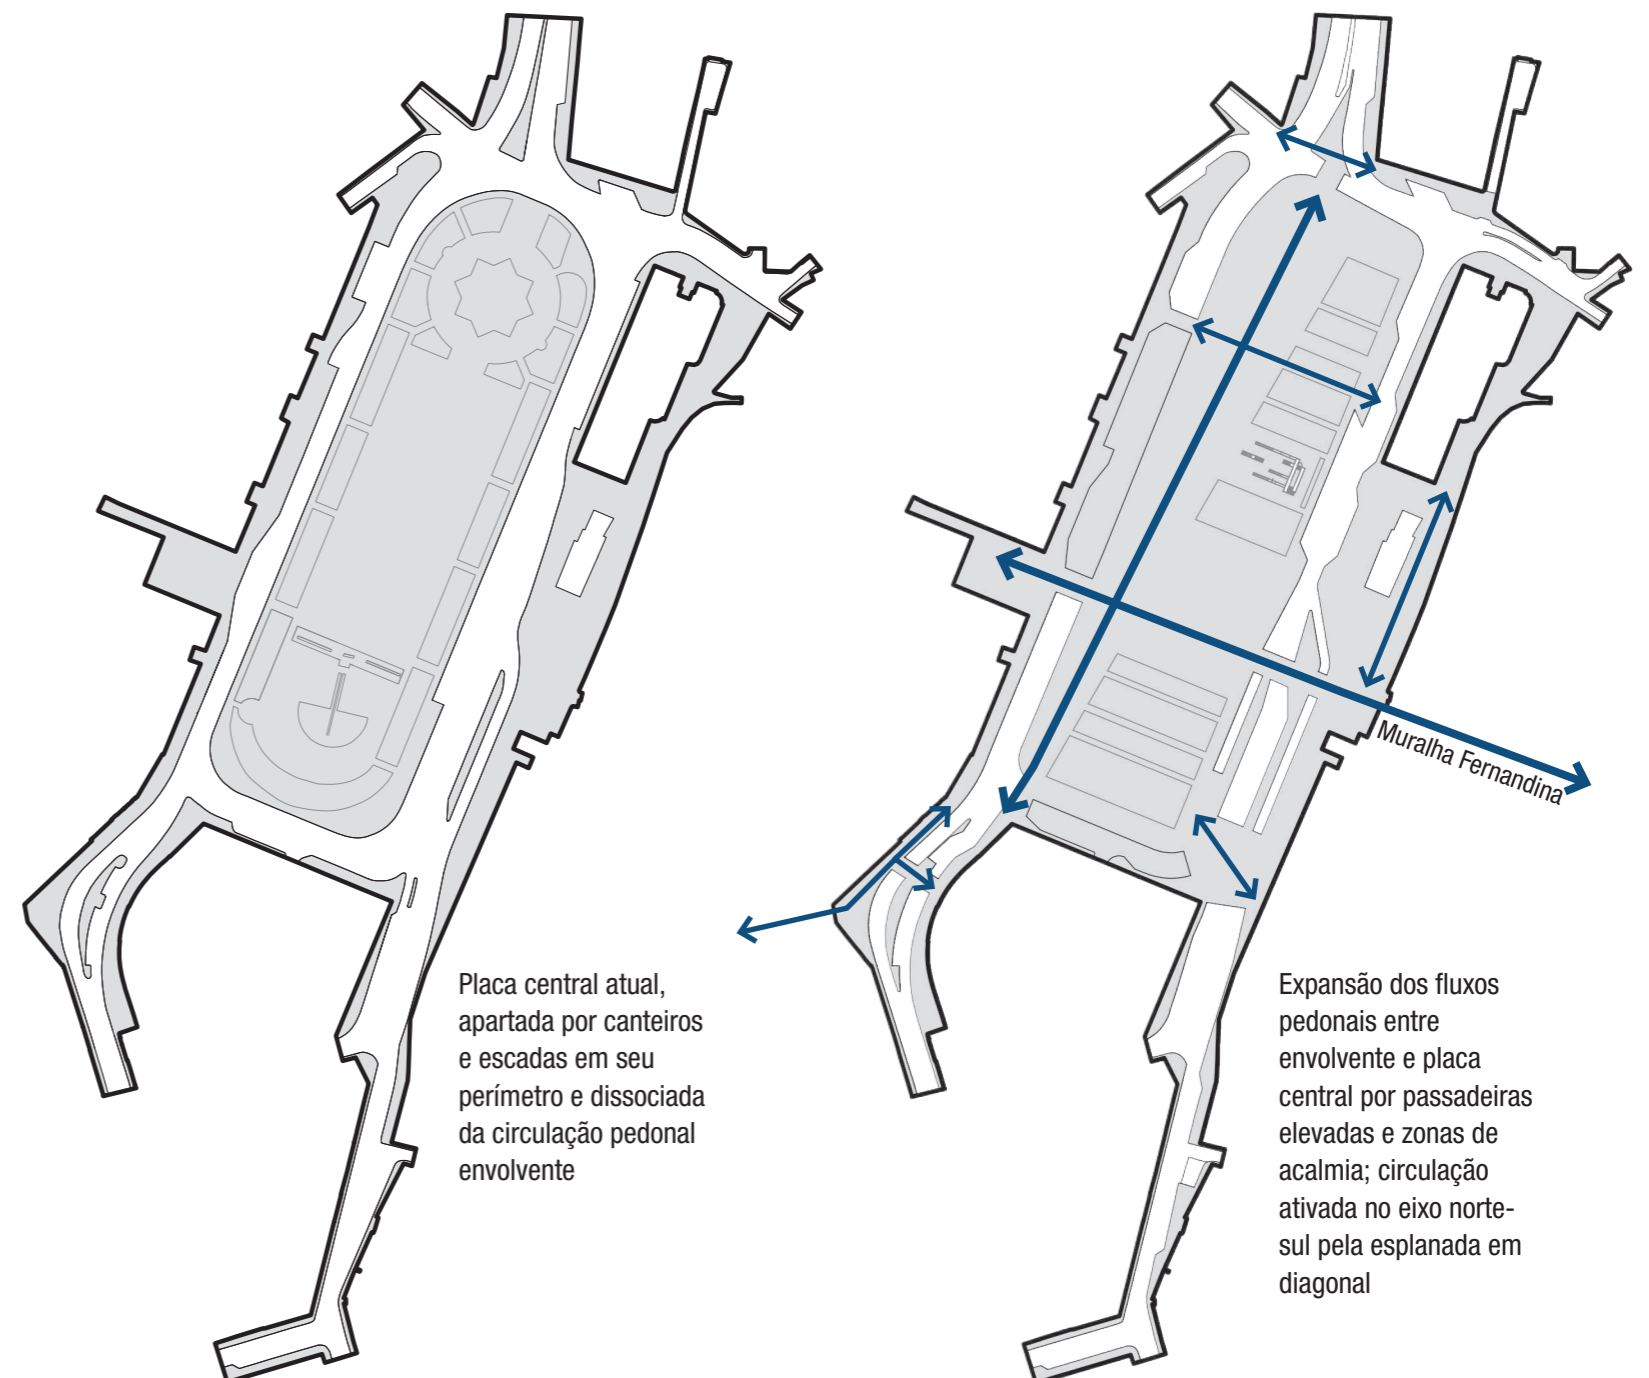 Muralha Fernandina
Placa central atual,
apartada por canteiros
e escadas em seu
perímetro e dissociada
da circulação pedonal
envolvente
Expansão dos fluxos
pedonais entre
envolvente e placa
central por passadeiras
elevadas e zonas de
acalmia; circulação
ativada no eixo norte-
sul pela esplanada em
diagonal